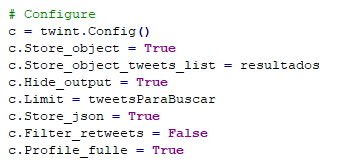 # Configure
c = twint.Config()
c.Store_object = True
c.Store_object_tweets_list = resultados
c.Hide_output = True
c.Limit = tweetsParaBuscar
c.Store_json = True
c.Filter_retweets = False
c.Profile_fulle = True